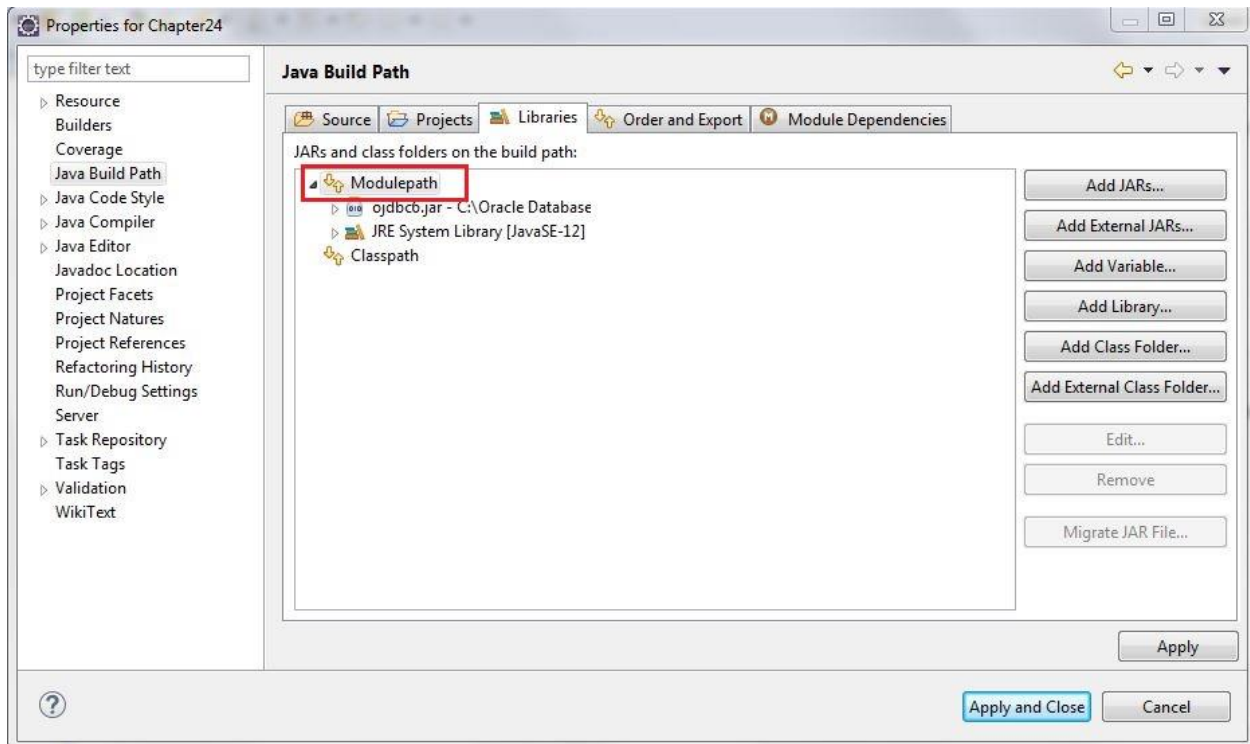 Properties for Chapter24
type filter text
Resource
Builders
Coverage
Java Build Path
Java Code Style
Java Compiler
Java Editor
Javadoc Location
Project Facets
Project Natures
Project References
Refactoring History
Run/Debug Settings
Server
Task Repository
Task Tags
Validation
WikiText
Java Build Path
Source Projects Libraries Order and Export Module Dependencies
JARs and class folders on the build path:
Modulepath
ojdbc6.jar - C:\Oracle Database
JRE System Library [JavaSE-12]
Classpath
Add JARs...
Add External JARs...
Add Variable...
Add Library...
Add Class Folder...
Add External Class Folder...
Edit...
Remove
Migrate JAR File...
Apply
?
Apply and Close
Cancel